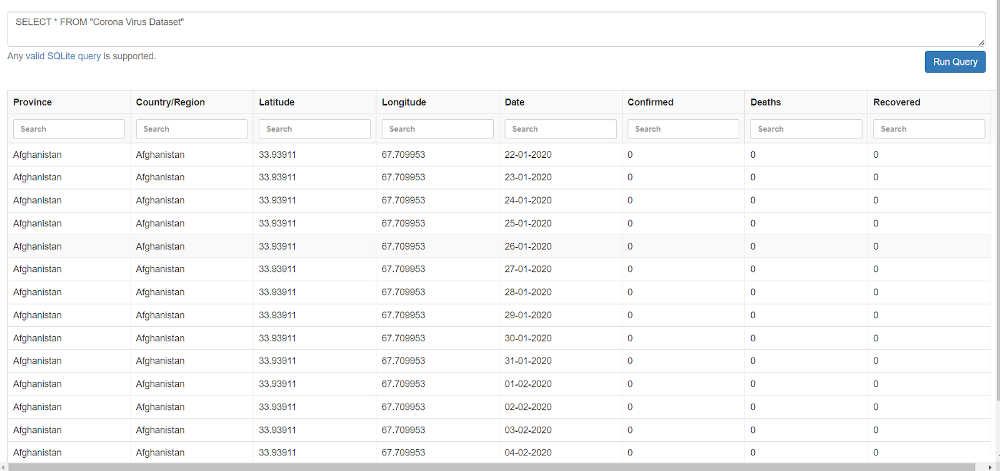 SELECT * FROM "Corona Virus Dataset"
Any valid SQLite query is supported.
Run Query
Province Country/Region Latitude Longitude Date Confirmed Deaths Recovered
Search Search Search Search Search Search Search Search
Afghanistan Afghanistan 33.93911 67.709953 22-01-2020 0 0 0
Afghanistan Afghanistan 33.93911 67.709953 23-01-2020 0 0 0
Afghanistan Afghanistan 33.93911 67.709953 24-01-2020 0 0 0
Afghanistan Afghanistan 33.93911 67.709953 25-01-2020 0 0 0
Afghanistan Afghanistan 33.93911 67.709953 26-01-2020 0 0 0
Afghanistan Afghanistan 33.93911 67.709953 27-01-2020 0 0 0
Afghanistan Afghanistan 33.93911 67.709953 28-01-2020 0 0 0
Afghanistan Afghanistan 33.93911 67.709953 29-01-2020 0 0 0
Afghanistan Afghanistan 33.93911 67.709953 30-01-2020 0 0 0
Afghanistan Afghanistan 33.93911 67.709953 31-01-2020 0 0 0
Afghanistan Afghanistan 33.93911 67.709953 01-02-2020 0 0 0
Afghanistan Afghanistan 33.93911 67.709953 02-02-2020 0 0 0
Afghanistan Afghanistan 33.93911 67.709953 03-02-2020 0 0 0
Afghanistan Afghanistan 33.93911 67.709953 04-02-2020 0 0 0